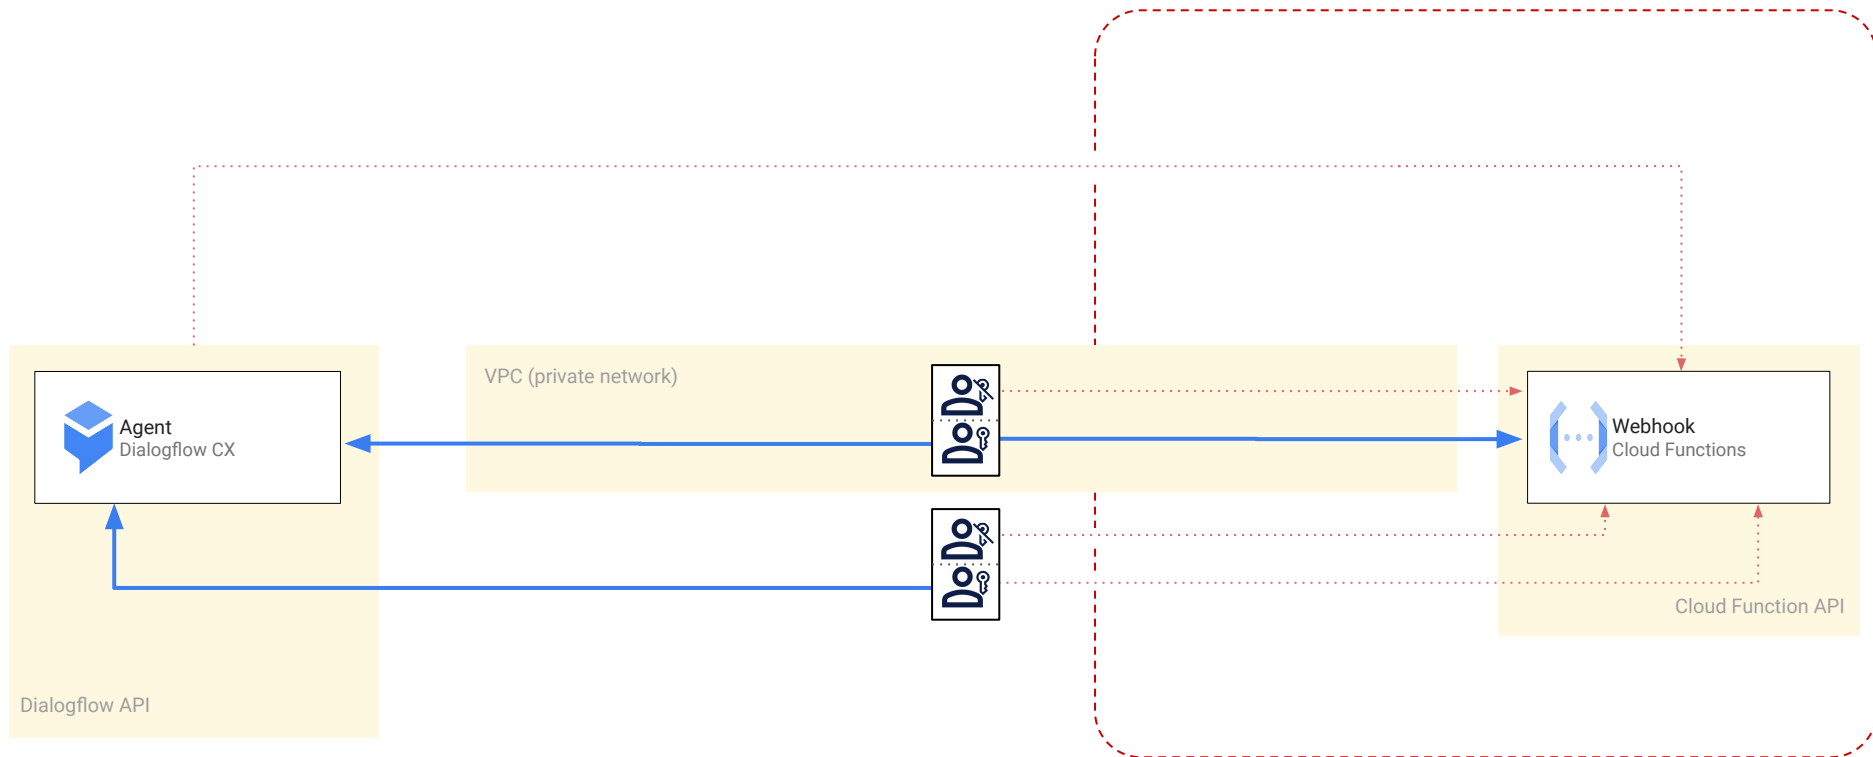 VPC (private network)
Agent
Dialogflow CX
Webhook
Cloud Functions
Cloud Function API
Dialogflow API